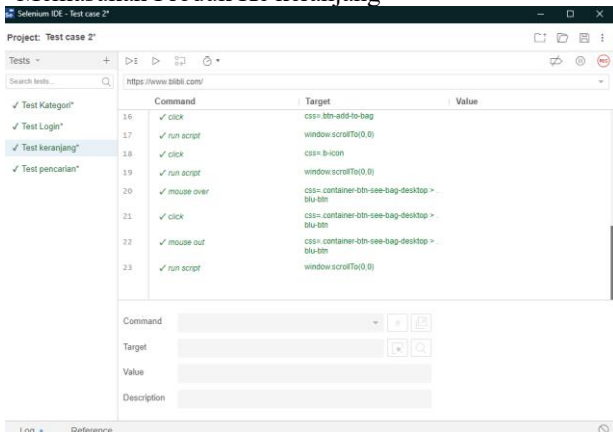 Memasukan Produk Ke keranjang
Selenium IDE - Test case 2*
Project: Test case 2*
Tests
Search tests...
https://www.blibli.com/
Command Target Value
✓ Test Kategori*
✓ Test Login*
✓ Test keranjang*
✓ Test pencarian*
16 ✓ click css=.btn-add-to-bag
17 ✓ run script window.scrollTo(0,0)
18 ✓ click css=.b-icon
19 ✓ run script window.scrollTo(0,0)
20 ✓ mouse over css=.container-btn-see-bag-desktop > .
blu-btn
21 ✓ click css=.container-btn-see-bag-desktop > .
blu-btn
22 ✓ mouse out css=.container-btn-see-bag-desktop > .
blu-btn
23 ✓ run script window.scrollTo(0,0)
Command
Target
Value
Description
Log Reference
REC